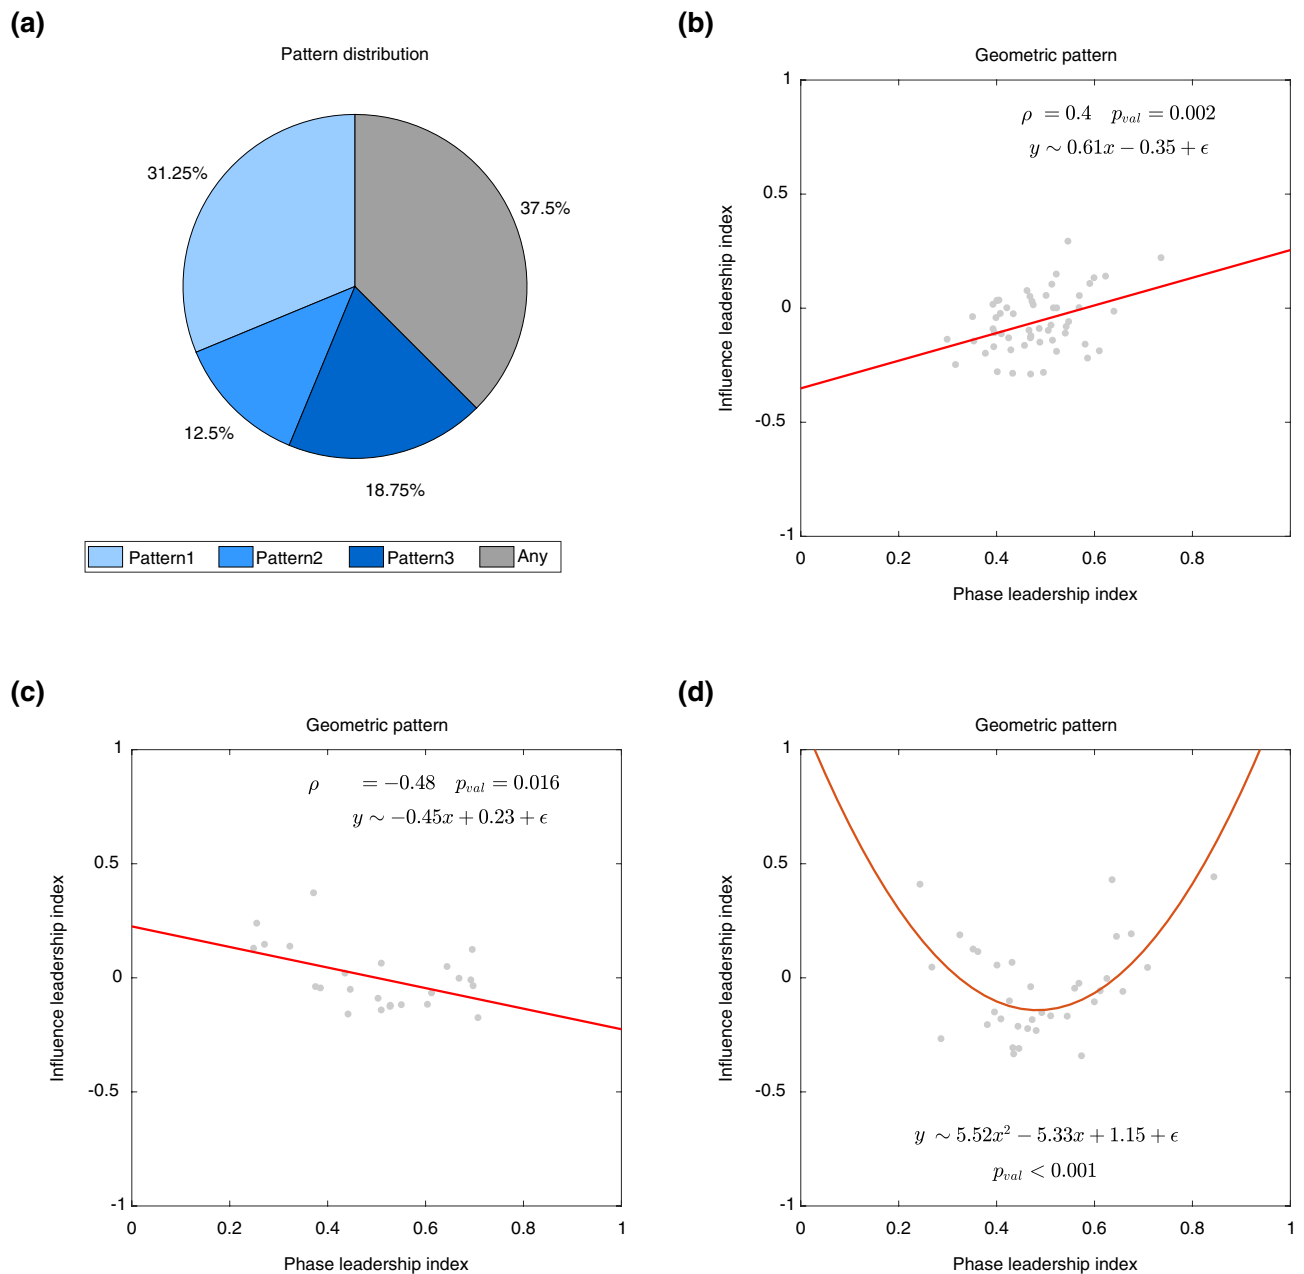 (a)
Pattern distribution
31.25%
37.5%
12.5%
18.75%
Pattern1 Pattern2 Pattern3 Any
(b)
Geometric pattern
ρ = 0.4 p_val = 0.002
y ∼ 0.61x − 0.35 + ϵ
Influence leadership index
1
0.5
0
-0.5
-1
0 0.2 0.4 0.6 0.8
Phase leadership index
(c)
Geometric pattern
ρ = −0.48 p_val = 0.016
y ∼ −0.45x + 0.23 + ϵ
Influence leadership index
1
0.5
0
-0.5
-1
0 0.2 0.4 0.6 0.8 1
Phase leadership index
(d)
Geometric pattern
Influence leadership index
1
0.5
0
-0.5
-1
y ∼ 5.52x² − 5.33x + 1.15 + ϵ
p_val < 0.001
0 0.2 0.4 0.6 0.8 1
Phase leadership index